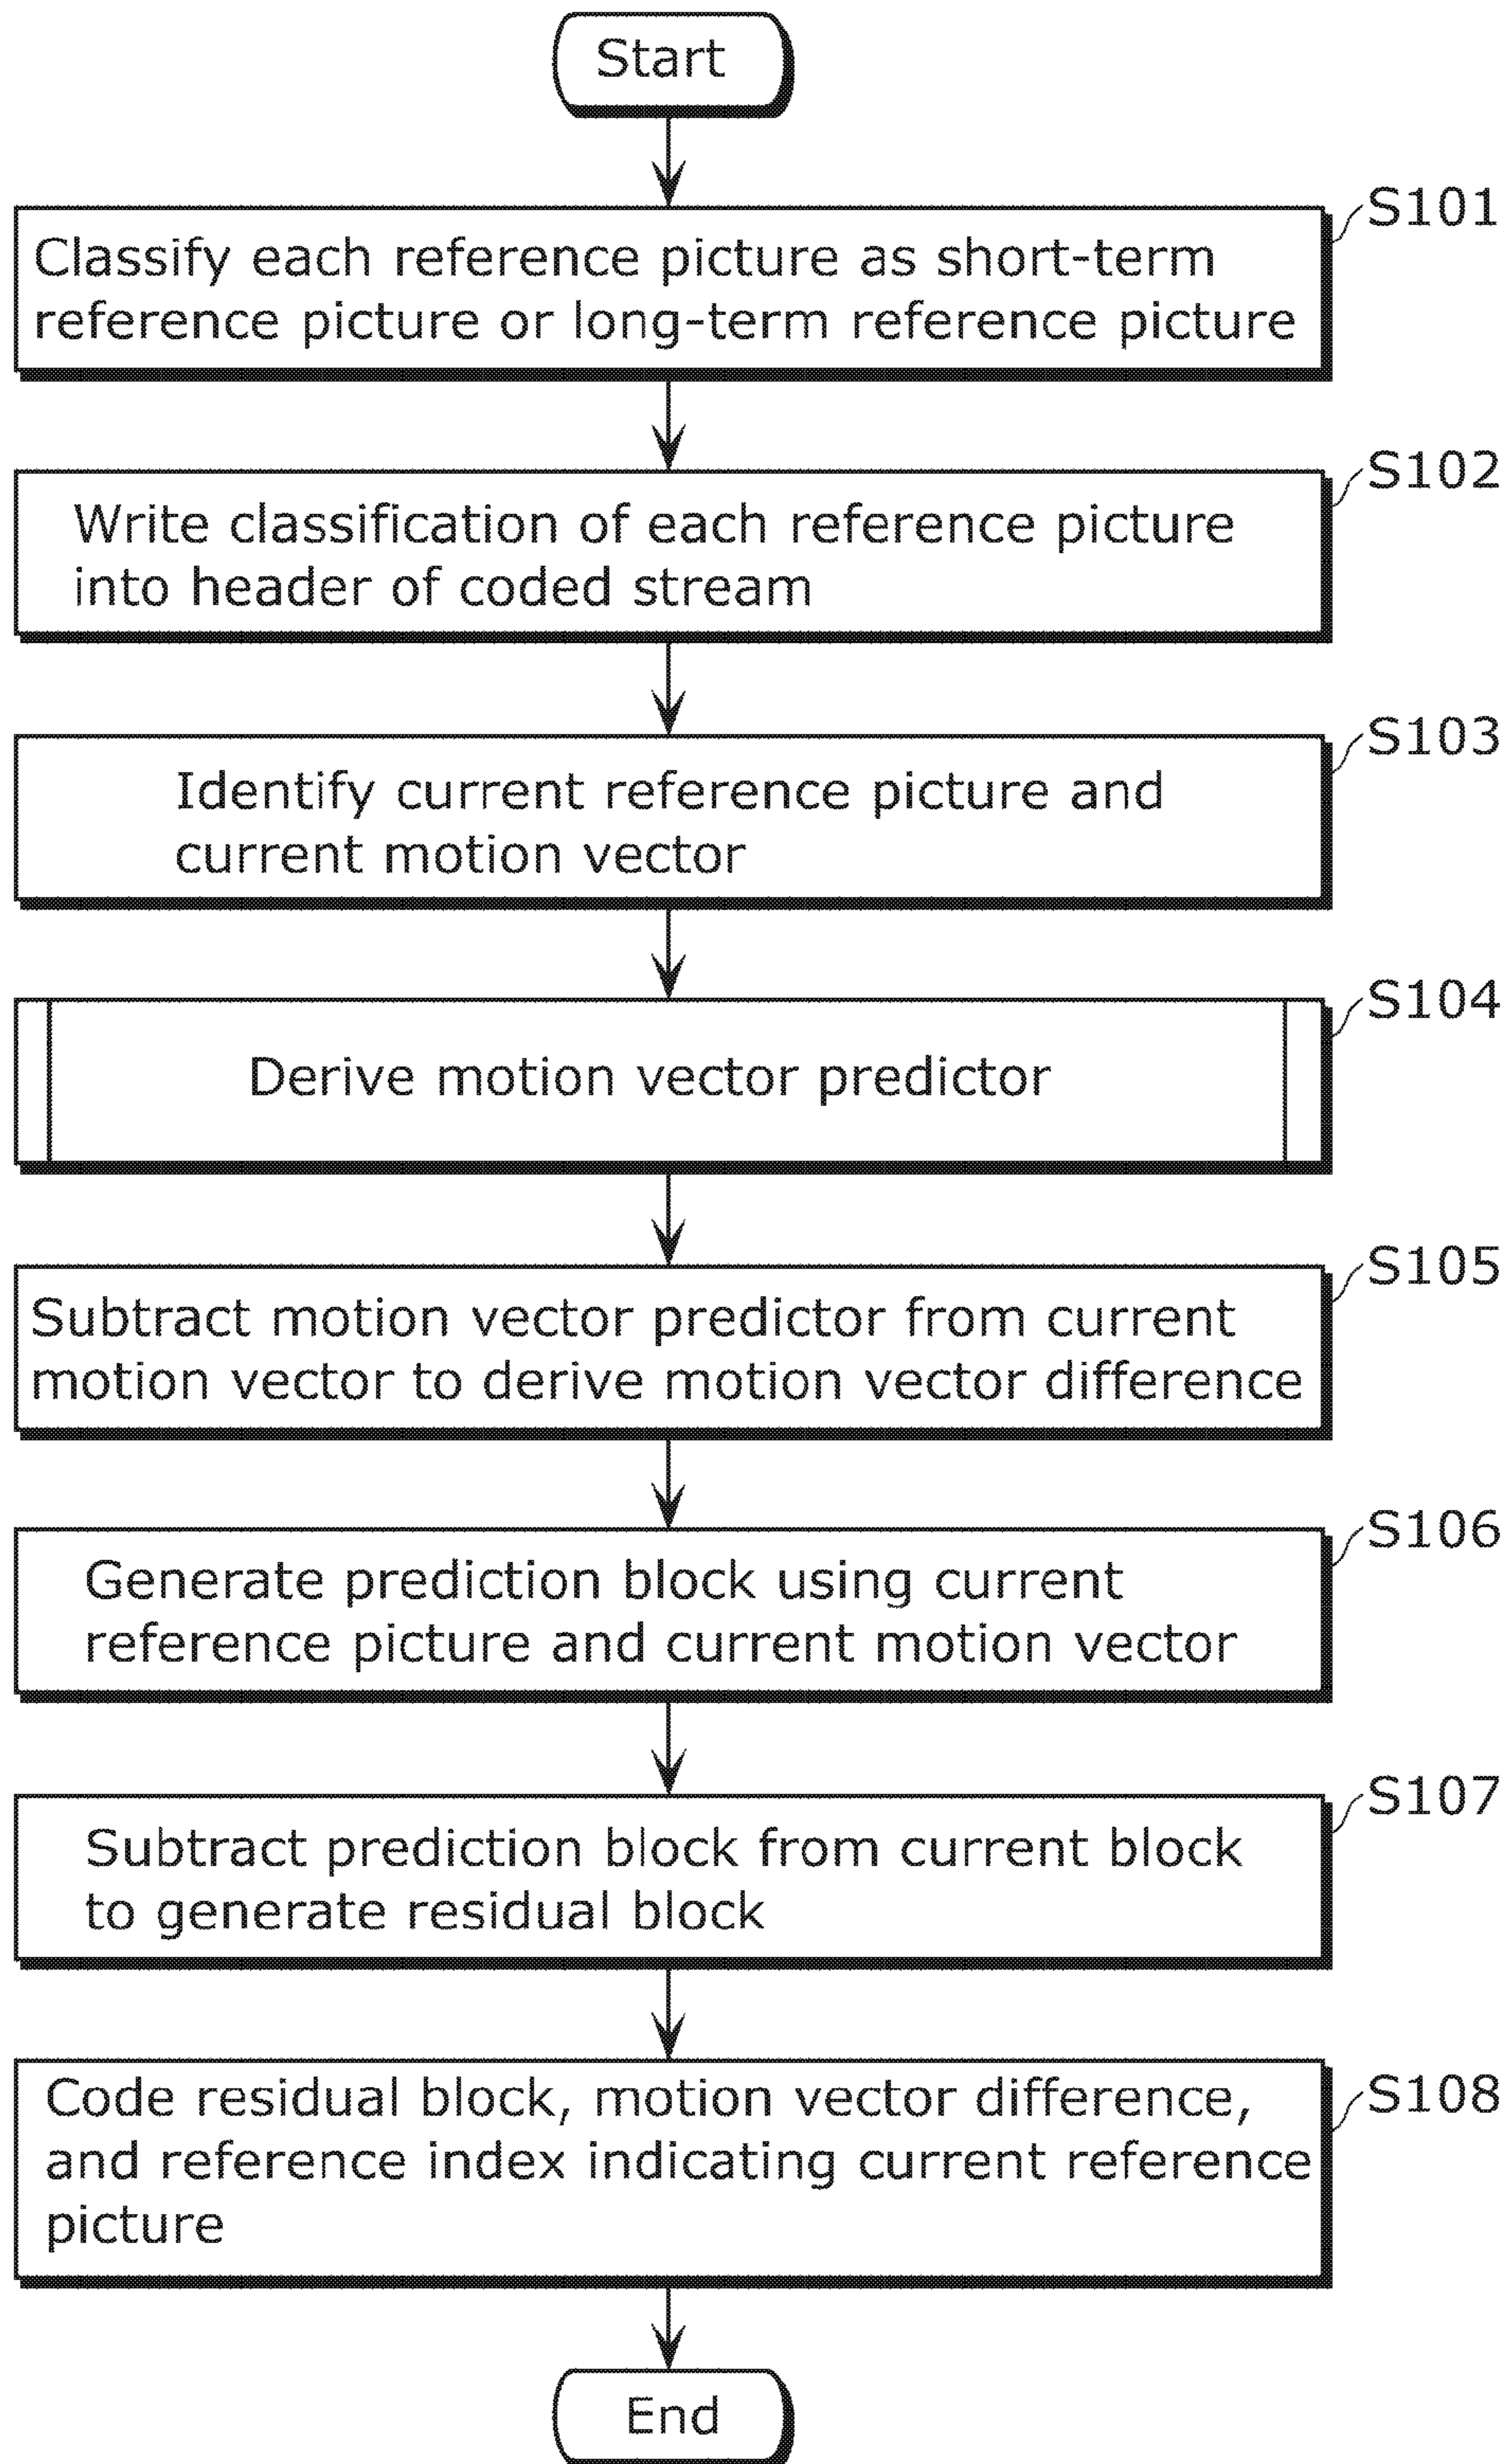 Start
S101
Classify each reference picture as short-term
reference picture or long-term reference picture
S102
Write classification of each reference picture
into header of coded stream
S103
Identify current reference picture and
current motion vector
S104
Derive motion vector predictor
S105
Subtract motion vector predictor from current
motion vector to derive motion vector difference
S106
Generate prediction block using current
reference picture and current motion vector
S107
Subtract prediction block from current block
to generate residual block
S108
Code residual block, motion vector difference,
and reference index indicating current reference
picture
End